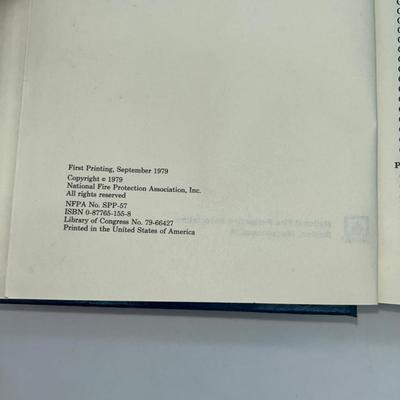 First Printing, September 1979
Copyright © 1979
National Fire Protection Association, Inc.
All rights reserved
NFPA No. SPP-57
ISBN 0-87765-155-8
Library of Congress No. 79-66427
Printed in the United States of America